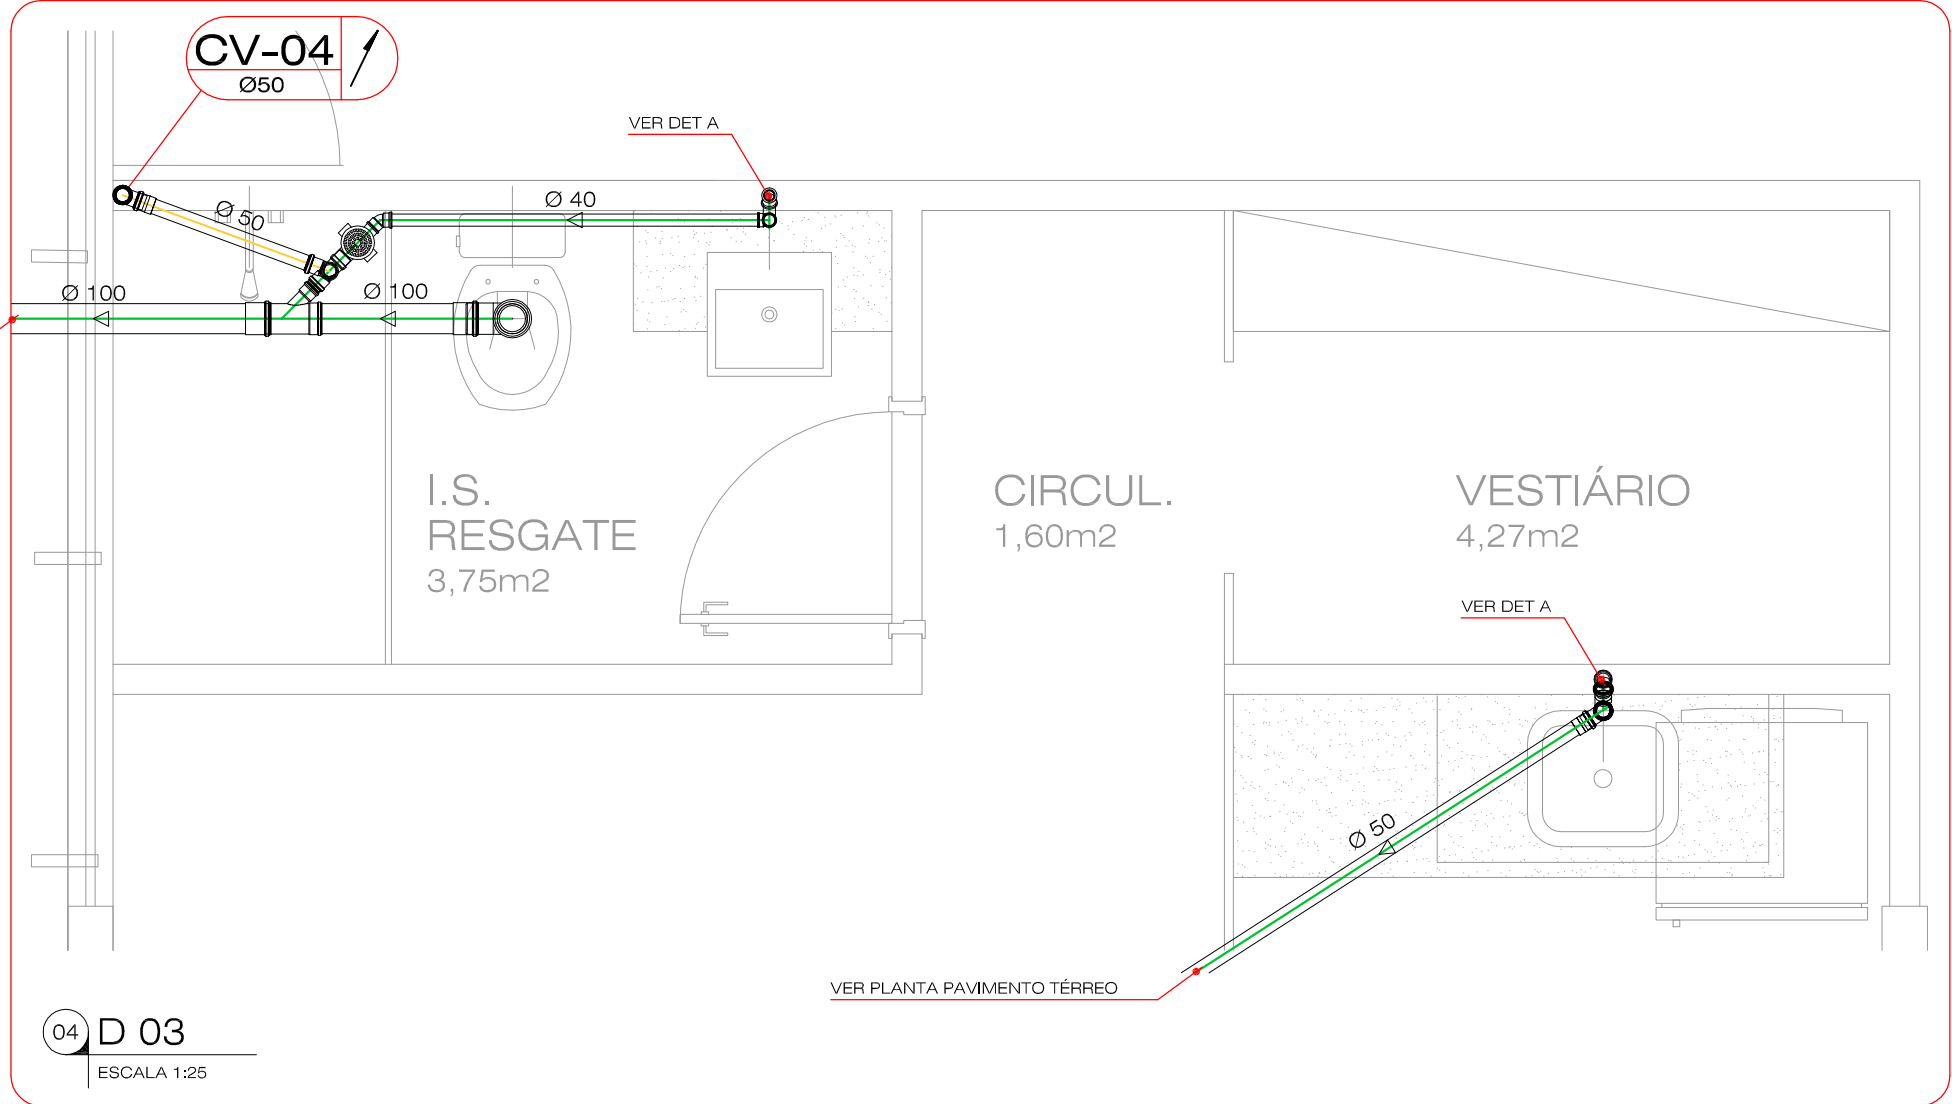 CV-04
Ø50
VER DET A
Ø 40
Ø 50
Ø 100
Ø 100
I.S.
RESGATE
3,75m2
CIRCUL.
1,60m2
VESTIÁRIO
4,27m2
VER DET A
Ø 50
VER PLANTA PAVIMENTO TÉRREO
04
D 03
ESCALA 1:25